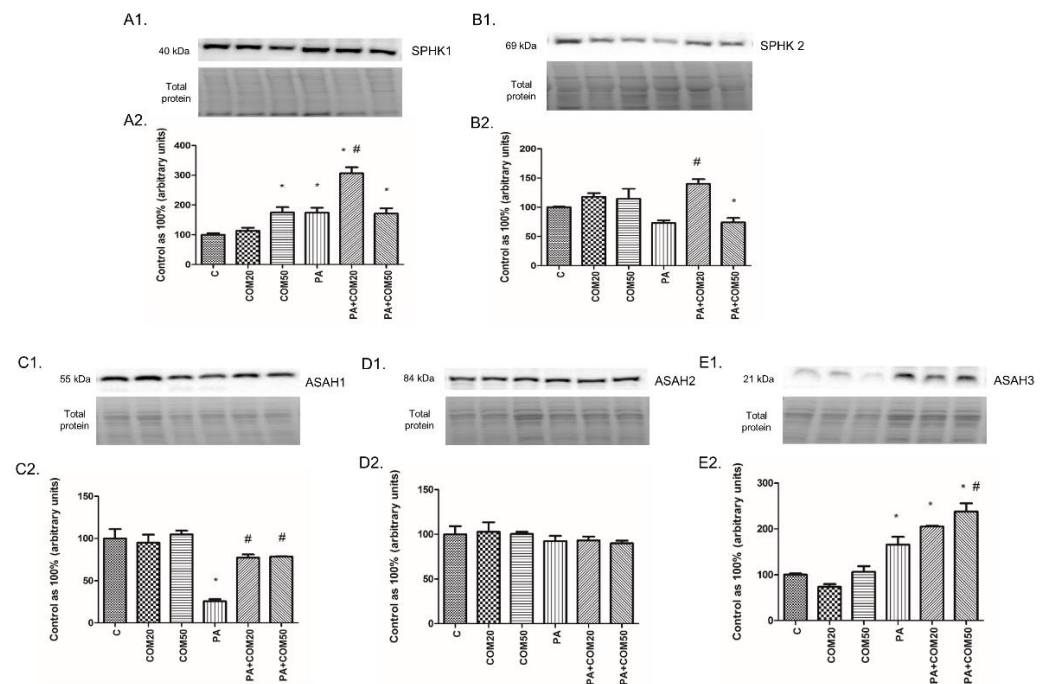 A1.
40 kDa
SPHK1
Total
protein
A2.
Control as 100% (arbitrary units)
400
300
200
100
0
*
*
* #
*
C
COM20
COM50
PA
PA+COM20
PA+COM50
B1.
69 kDa
SPHK 2
Total
protein
B2.
Control as 100% (arbitrary units)
200
150
100
50
0
#
*
C
COM20
COM50
PA
PA+COM20
PA+COM50
C1.
55 kDa
ASAH1
Total
protein
C2.
Control as 100% (arbitrary units)
150
100
50
0
*
#
#
C
COM20
COM50
PA
PA+COM20
PA+COM50
D1.
84 kDa
ASAH2
Total
protein
D2.
Control as 100% (arbitrary units)
150
100
50
0
C
COM20
COM50
PA
PA+COM20
PA+COM50
E1.
21 kDa
ASAH3
Total
protein
E2.
Control as 100% (arbitrary units)
300
200
100
0
*
*
* #
C
COM20
COM50
PA
PA+COM20
PA+COM50